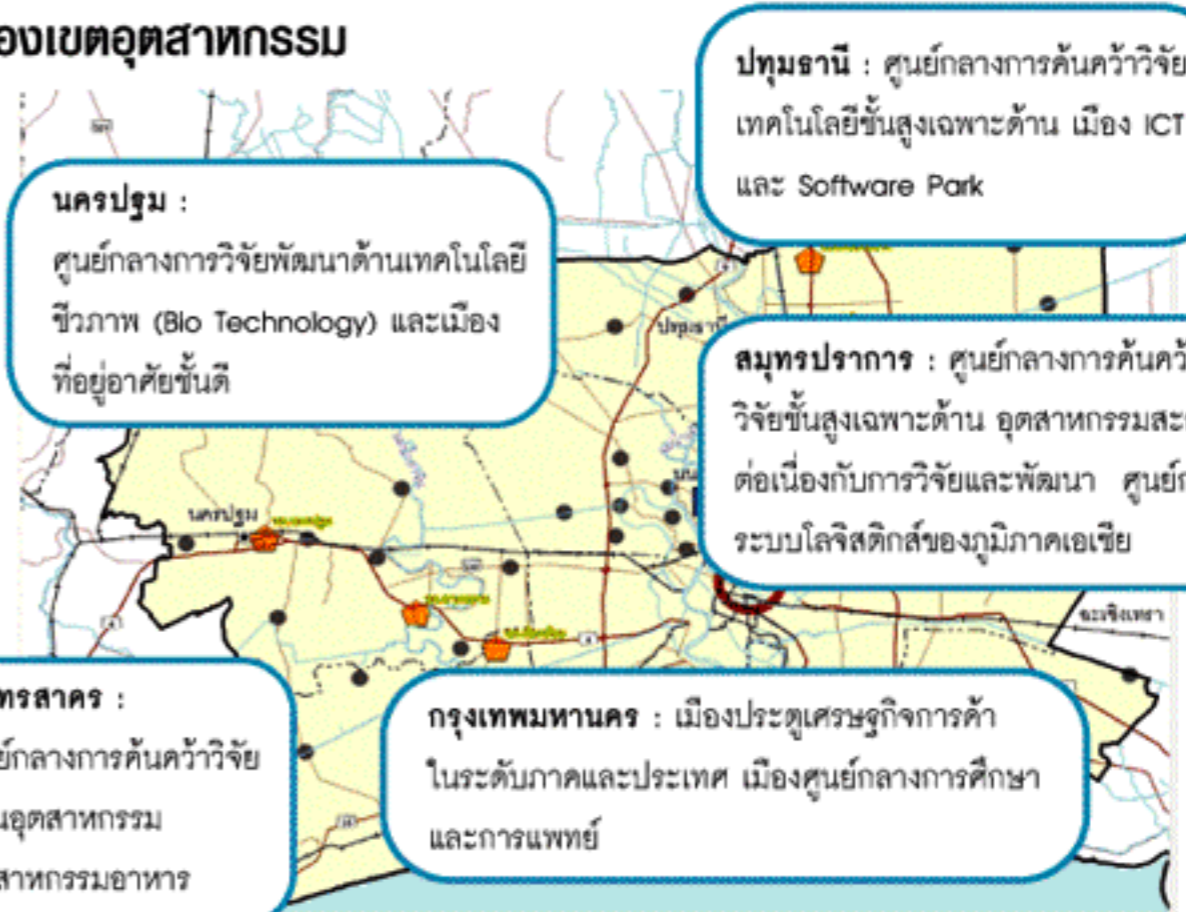 องเขตอุตสาหกรรม
ปทุมธานี : ศูนย์กลางการค้นคว้าวิจัย
เทคโนโลยีชั้นสูงเฉพาะด้าน เมือง ICT
และ Software Park
นครปฐม :
ศูนย์กลางการวิจัยพัฒนาด้านเทคโนโลยี
ชีวภาพ (Bio Technology) และเมือง
ที่อยู่อาศัยชั้นดี
ปทุมธานี
สมุทรปราการ : ศูนย์กลางการค้นคว้
วิจัยชั้นสูงเฉพาะด้าน อุตสาหกรรมสะ
ต่อเนื่องกับการวิจัยและพัฒนา ศูนย์ก
ระบบโลจิสติกส์ของภูมิภาคเอเชีย
นครปฐม
ฉะเชิงเทรา
ทรสาคร :
ย์กลางการค้นคว้าวิจัย
นอุตสาหกรรม
สาหกรรมอาหาร
กรุงเทพมหานคร : เมืองประตูเศรษฐกิจการค้า
ในระดับภาคและประเทศ เมืองศูนย์กลางการศึกษา
และการแพทย์